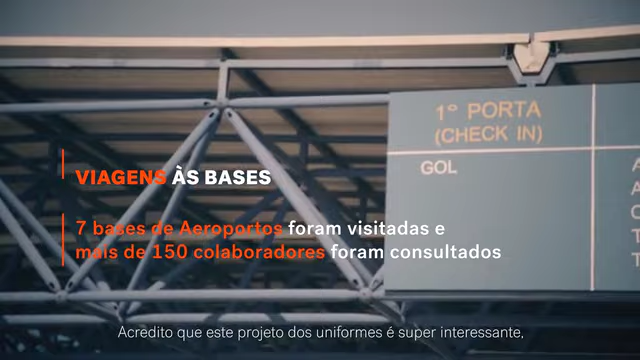 1º PORTA
(CHECK IN)
GOL
VIAGENS ÀS BASES
7 bases de Aeroportos foram visitadas e
mais de 150 colaboradores foram consultados
Acredito que este projeto dos uniformes é super interessante,